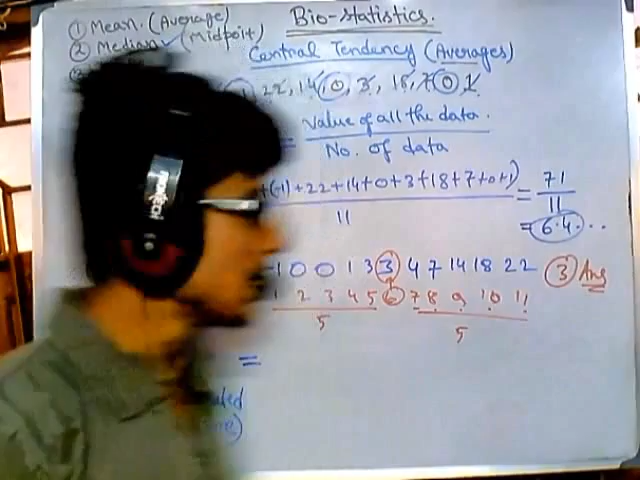 Bio-statistics.
① Mean. (Average)
② Median ✓ (Midpoint)
Central Tendency (Averages)
-1, 22, 14, 0, 3, 18, 7, 0, 1
= Value of all the data.
No. of data
+(-1)+22+14+0+3+18+7+0+1) = 71
11 11
= 6.4...
-1 0 0 1 3 3 4 7 14 18 22 ③ Ans
1 2 3 4 5 6 7 8 9 10 11
5 5
=